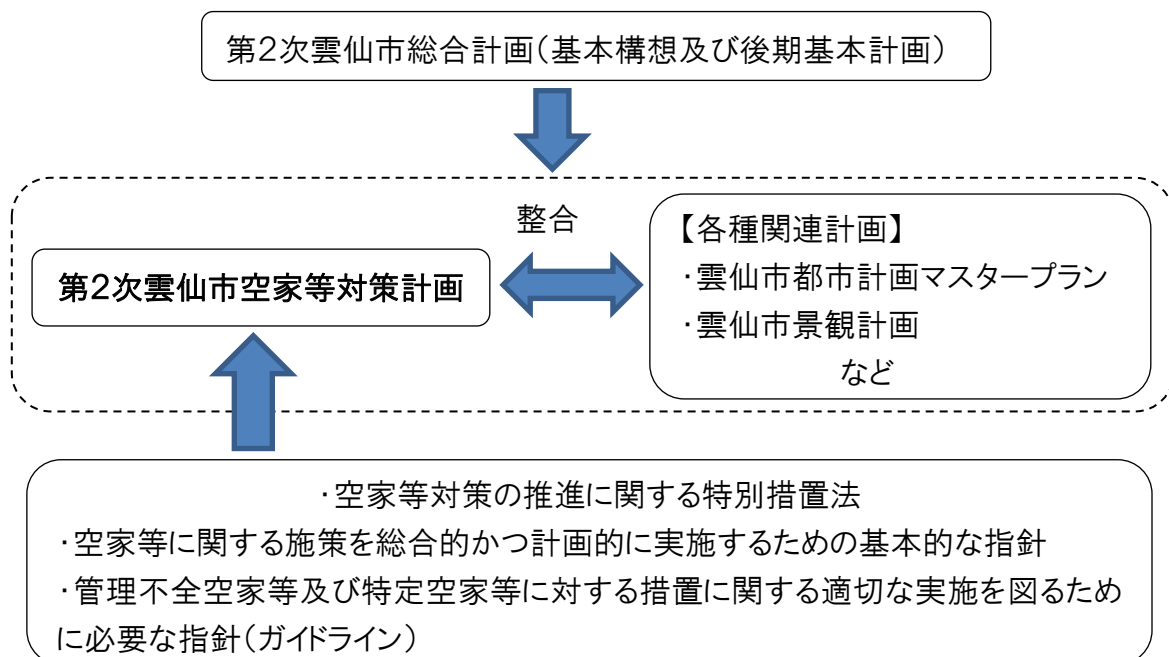 第2次雲仙市総合計画(基本構想及び後期基本計画)
整合
第2次雲仙市空家等対策計画
【各種関連計画】
・雲仙市都市計画マスタープラン
・雲仙市景観計画
など
・空家等対策の推進に関する特別措置法
・空家等に関する施策を総合的かつ計画的に実施するための基本的な指針
・管理不全空家等及び特定空家等に対する措置に関する適切な実施を図るため
に必要な指針(ガイドライン)